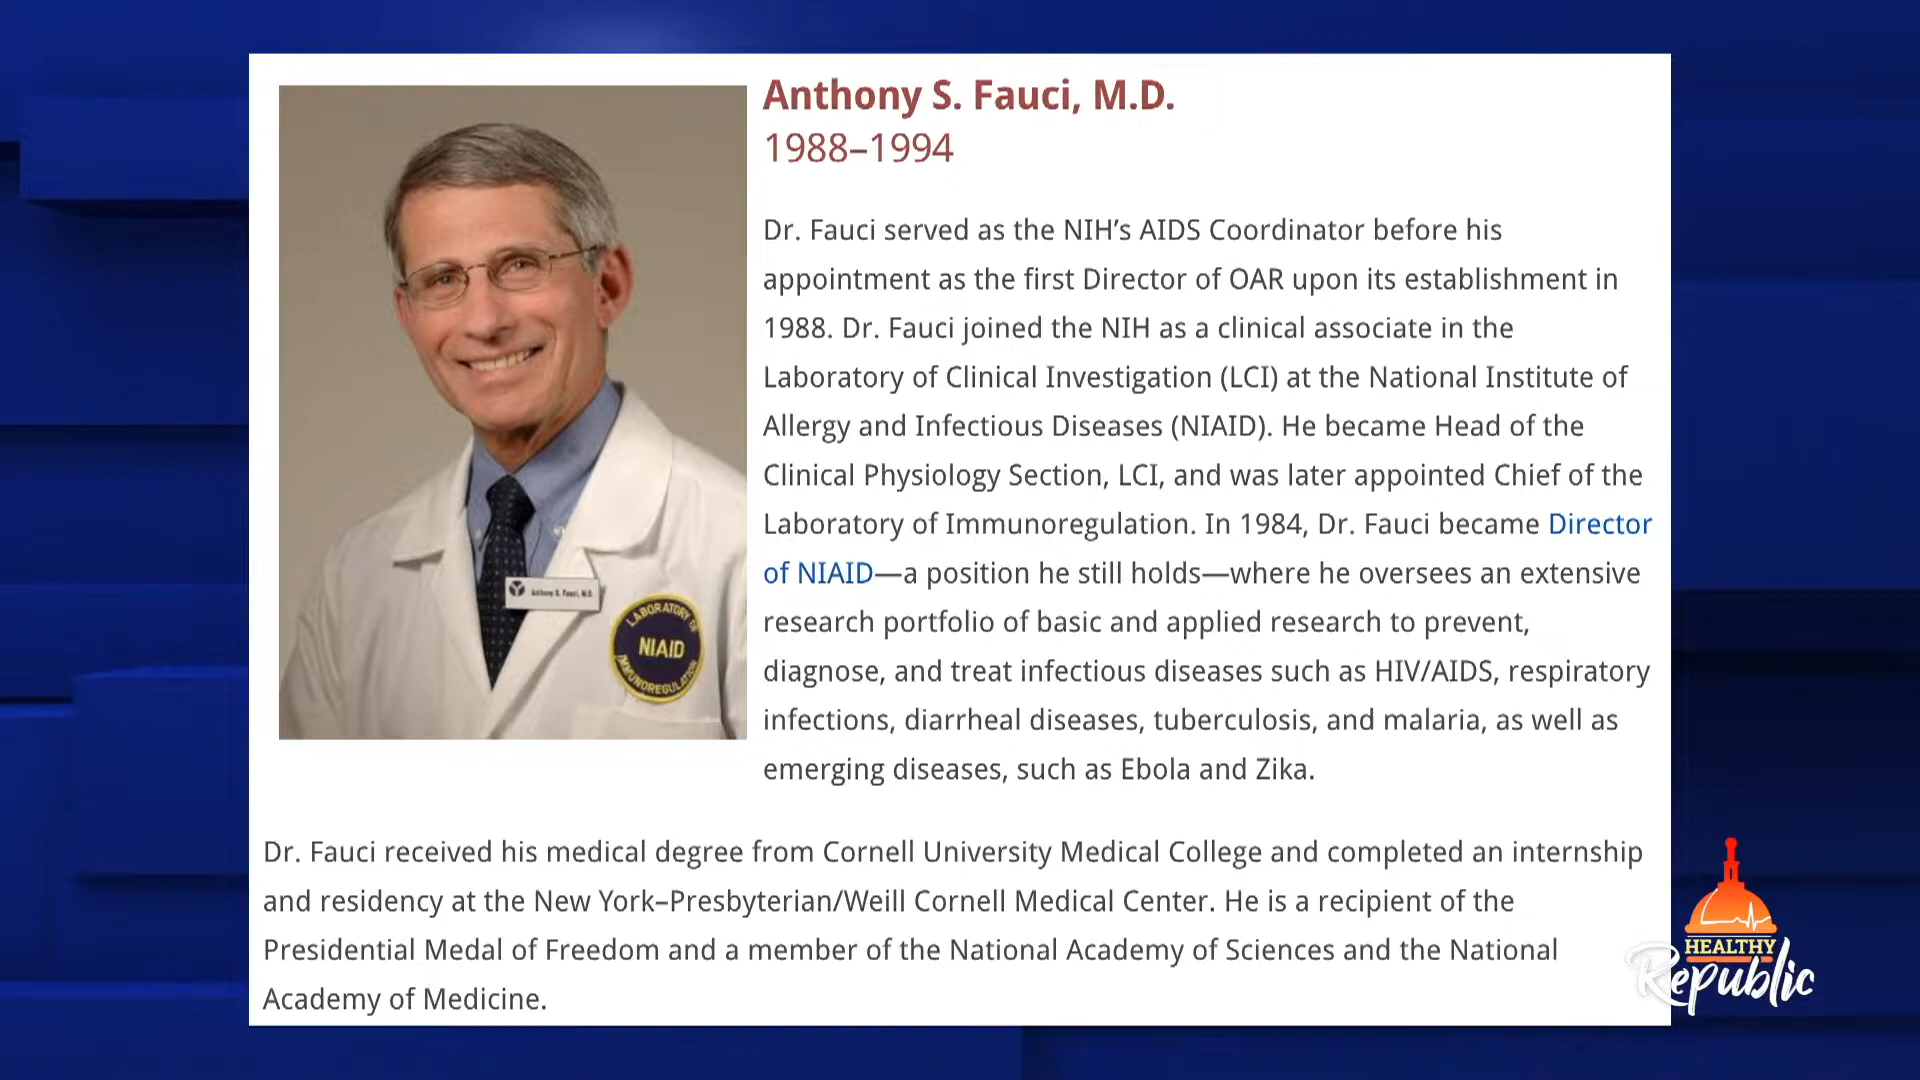 Anthony S. Fauci, M.D.
1988–1994
Dr. Fauci served as the NIH’s AIDS Coordinator before his
appointment as the first Director of OAR upon its establishment in
1988. Dr. Fauci joined the NIH as a clinical associate in the
Laboratory of Clinical Investigation (LCI) at the National Institute of
Allergy and Infectious Diseases (NIAID). He became Head of the
Clinical Physiology Section, LCI, and was later appointed Chief of the
Laboratory of Immunoregulation. In 1984, Dr. Fauci became Director
of NIAID—a position he still holds—where he oversees an extensive
research portfolio of basic and applied research to prevent,
diagnose, and treat infectious diseases such as HIV/AIDS, respiratory
infections, diarrheal diseases, tuberculosis, and malaria, as well as
emerging diseases, such as Ebola and Zika.
Anthony S. Fauci, M.D.
LABORATORY OF
NIAID
IMMUNOREGULATION
Dr. Fauci received his medical degree from Cornell University Medical College and completed an internship
and residency at the New York–Presbyterian/Weill Cornell Medical Center. He is a recipient of the
Presidential Medal of Freedom and a member of the National Academy of Sciences and the National
Academy of Medicine.
HEALTHY
Republic